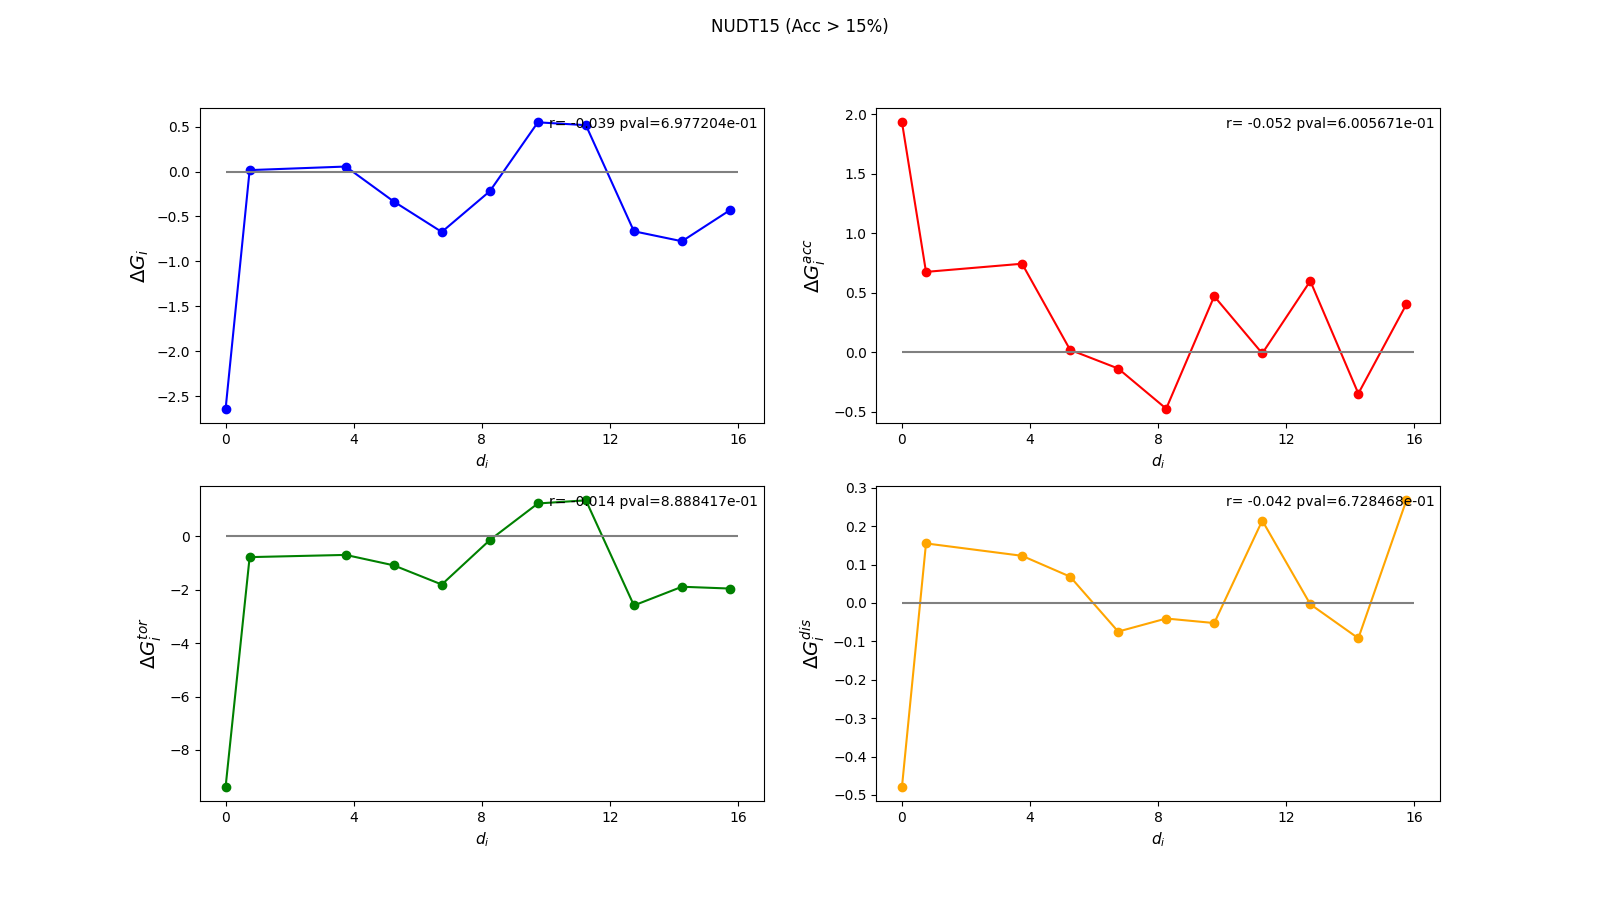 NUDT15 (Acc > 15%)
r= -0.039 pval=6.977204e-01
0.5
0.0
−0.5
−1.0
−1.5
−2.0
−2.5
ΔG_i
0 4 8 12 16
d_i
r= -0.052 pval=6.005671e-01
2.0
1.5
1.0
0.5
0.0
−0.5
ΔG_i^{acc}
0 4 8 12 16
d_i
r= -0.014 pval=8.888417e-01
0
−2
−4
−6
−8
ΔG_i^{tor}
0 4 8 12 16
d_i
r= -0.042 pval=6.728468e-01
0.3
0.2
0.1
0.0
−0.1
−0.2
−0.3
−0.4
−0.5
ΔG_i^{dis}
0 4 8 12 16
d_i